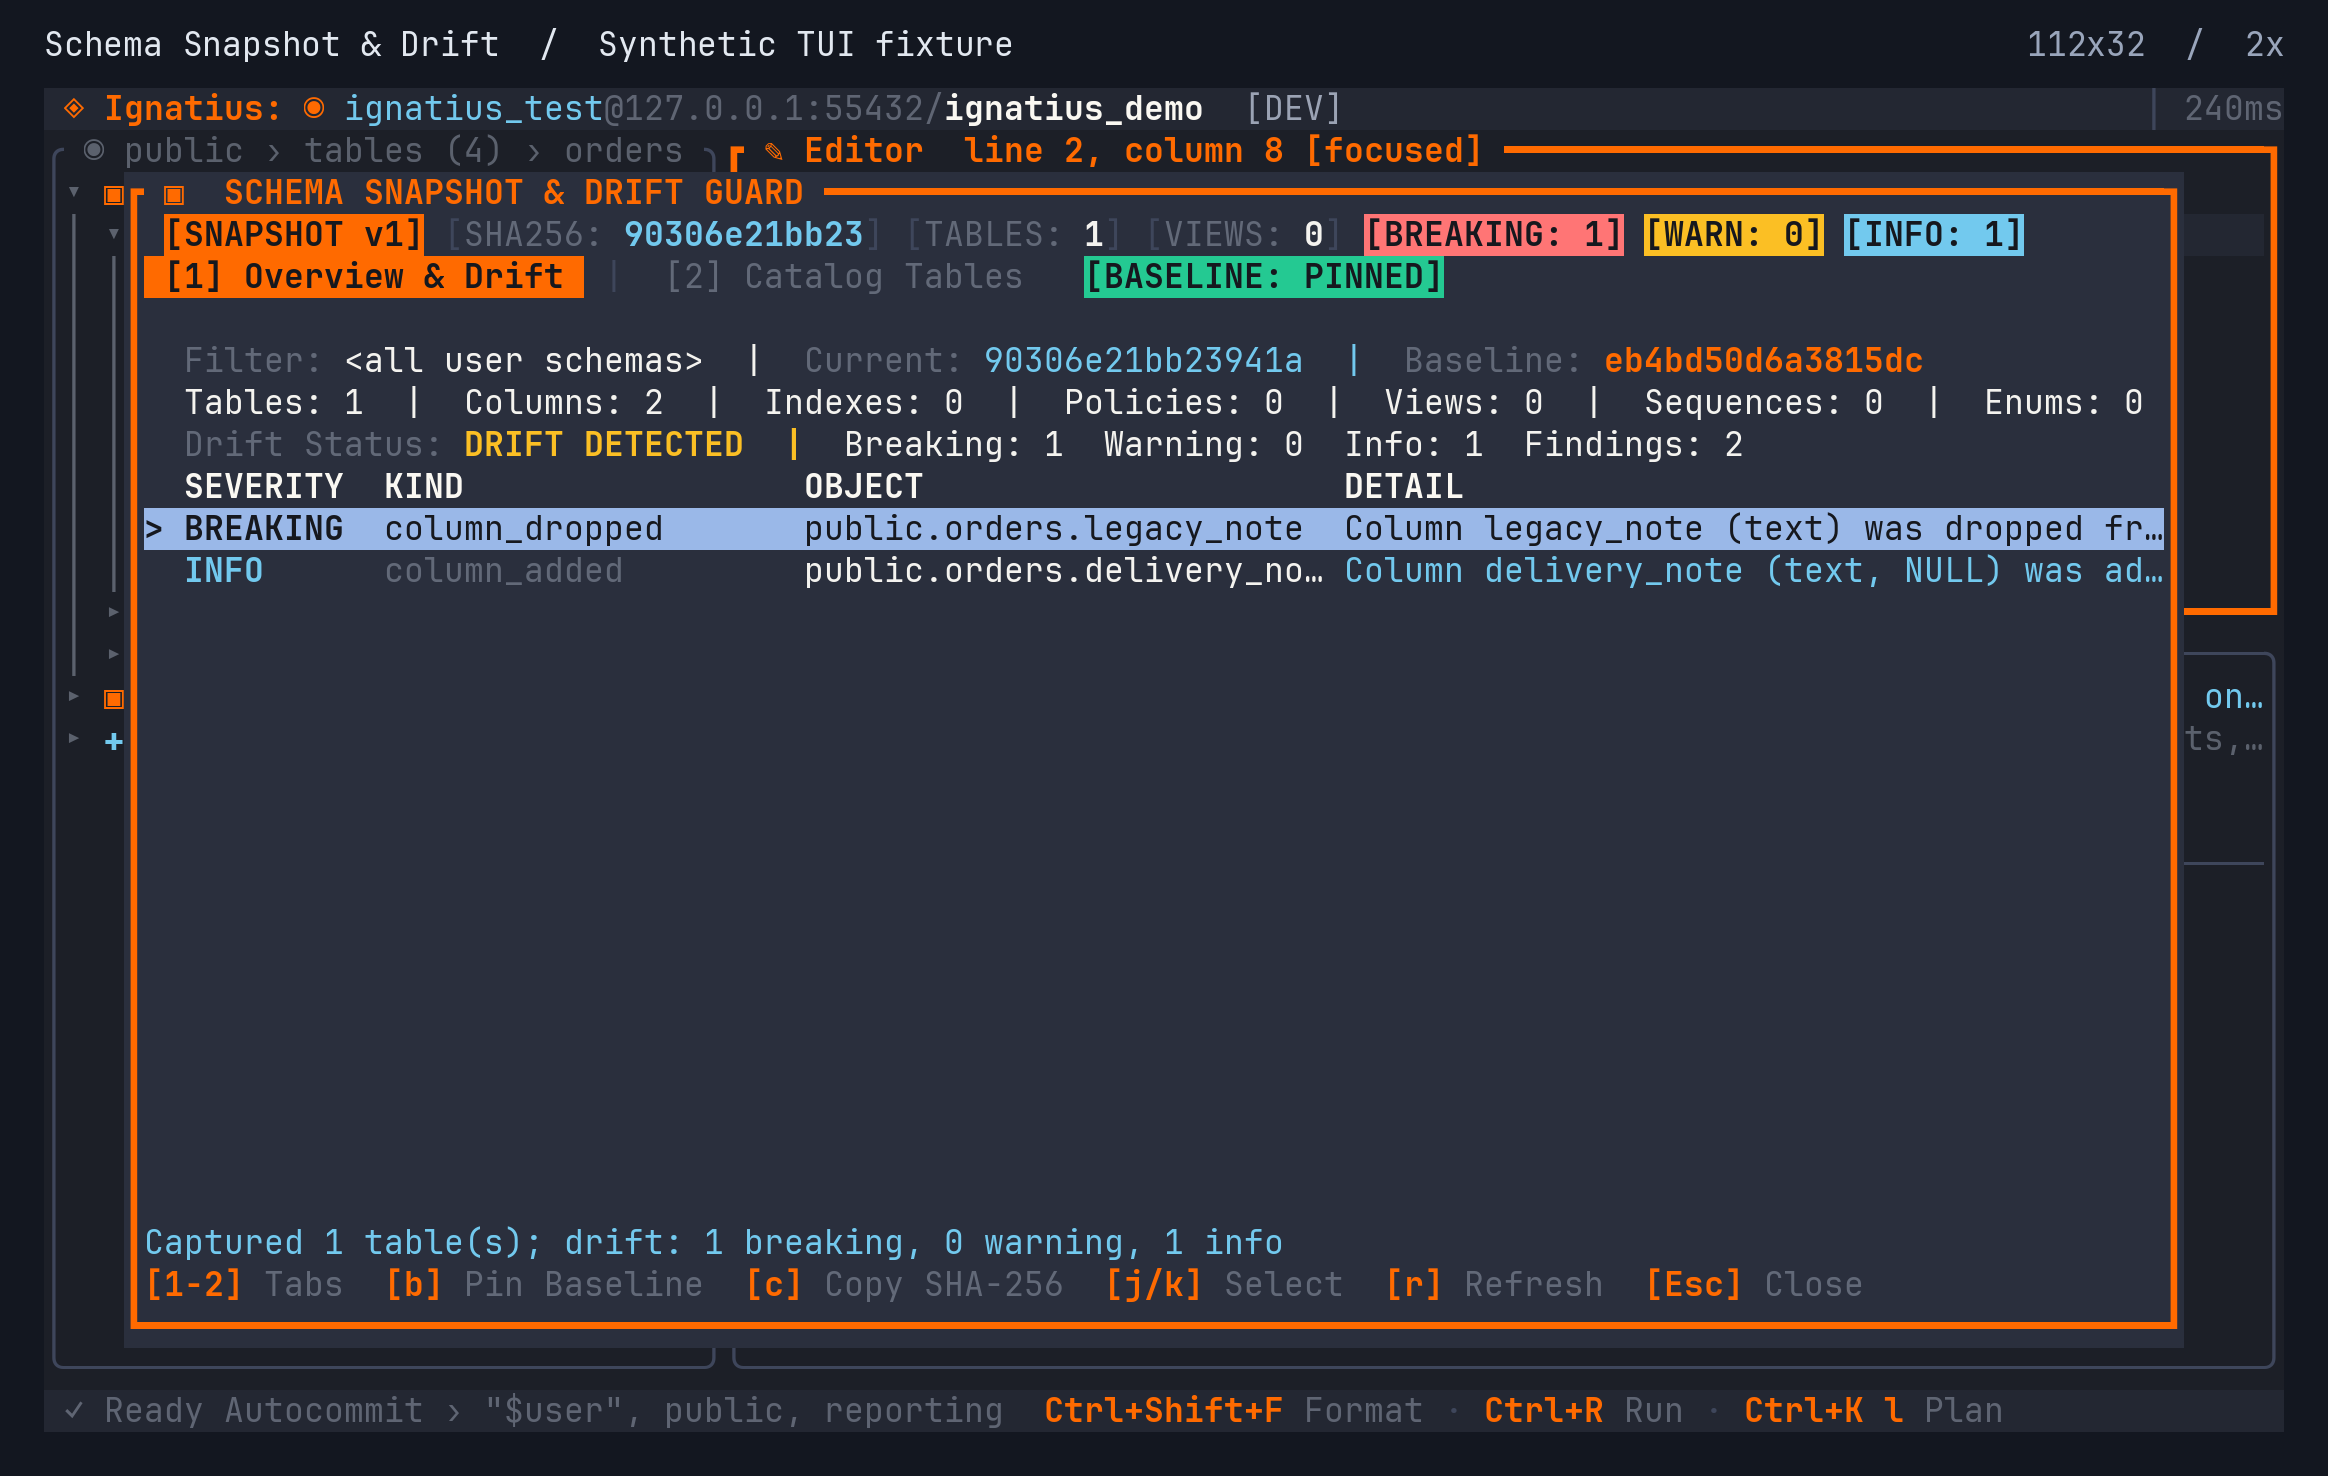 Schema Snapshot & Drift / Synthetic TUI fixture 112x32 / 2x
◈ Ignatius: ◉ ignatius_test@127.0.0.1:55432/ignatius_demo [DEV] │ 240ms
◉ public › tables (4) › orders ✎ Editor line 2, column 8 [focused]
▾ ▣ ▣ SCHEMA SNAPSHOT & DRIFT GUARD
▾ [SNAPSHOT v1] [SHA256: 90306e21bb23] [TABLES: 1] [VIEWS: 0] [BREAKING: 1] [WARN: 0] [INFO: 1]
[1] Overview & Drift | [2] Catalog Tables [BASELINE: PINNED]
Filter: <all user schemas> | Current: 90306e21bb23941a | Baseline: eb4bd50d6a3815dc
Tables: 1 | Columns: 2 | Indexes: 0 | Policies: 0 | Views: 0 | Sequences: 0 | Enums: 0
Drift Status: DRIFT DETECTED | Breaking: 1 Warning: 0 Info: 1 Findings: 2
SEVERITY KIND OBJECT DETAIL
> BREAKING column_dropped public.orders.legacy_note Column legacy_note (text) was dropped fr…
INFO column_added public.orders.delivery_no… Column delivery_note (text, NULL) was ad…
▸
▸
▸ ▣ on…
▸ ✚ ts,…
Captured 1 table(s); drift: 1 breaking, 0 warning, 1 info
[1-2] Tabs [b] Pin Baseline [c] Copy SHA-256 [j/k] Select [r] Refresh [Esc] Close
✓ Ready Autocommit › "$user", public, reporting Ctrl+Shift+F Format · Ctrl+R Run · Ctrl+K l Plan